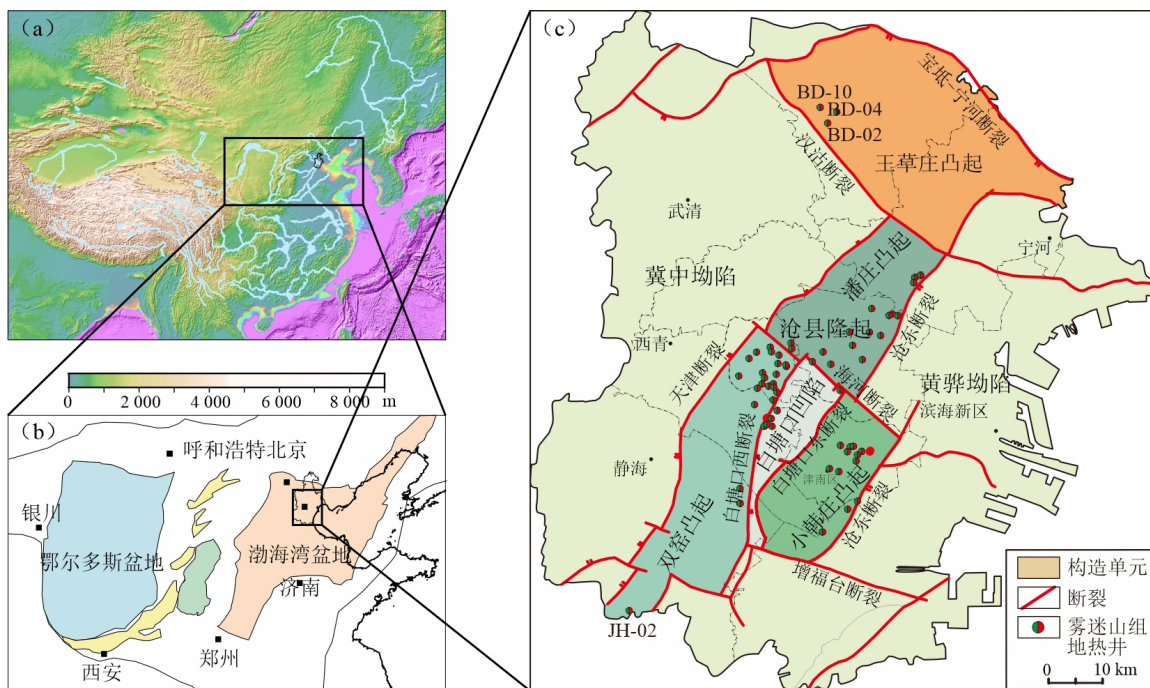 （a）
0
2 000
4 000
6 000
8 000
m
（b）
呼和浩特
北京
银川
鄂尔多斯盆地
渤海湾盆地
济南
西安
郑州
（c）
BD-10
BD-04
BD-02
宝坻-宁河断裂
汉沽断裂
王草庄凸起
武清
宁河
冀中坳陷
潘庄凸起
沧县隆起
沧东断裂
西青
天津断裂
海河断裂
黄骅坳陷
滨海新区
白塘口凹陷
白塘口西断裂
白塘口东断裂
静海
津南区
小韩庄凸起
沧东断裂
双窑凸起
增福台断裂
JH-02
构造单元
断裂
雾迷山组
地热井
0
10 km